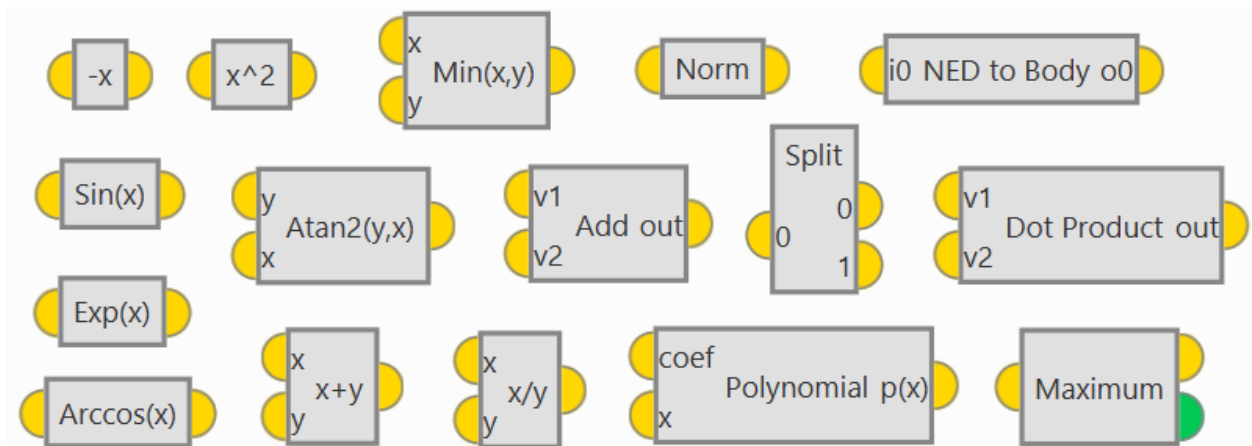 -x
x^2
x
Min(x,y)
y
Norm
i0 NED to Body o0
Sin(x)
y
Atan2(y,x)
x
v1
Add out
v2
Split
0
0
1
v1
Dot Product out
v2
Exp(x)
x
x+y
y
x
x/y
y
coef
Polynomial p(x)
x
Maximum
Arccos(x)